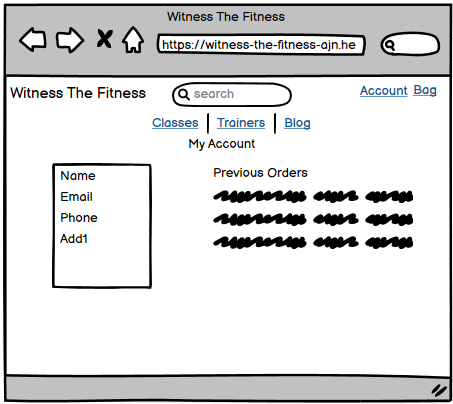 Witness The Fitness
https://witness-the-fitness-ajn.he
Witness The Fitness search Account Bag
Classes Trainers Blog
My Account
Name
Email
Phone
Add1
Previous Orders